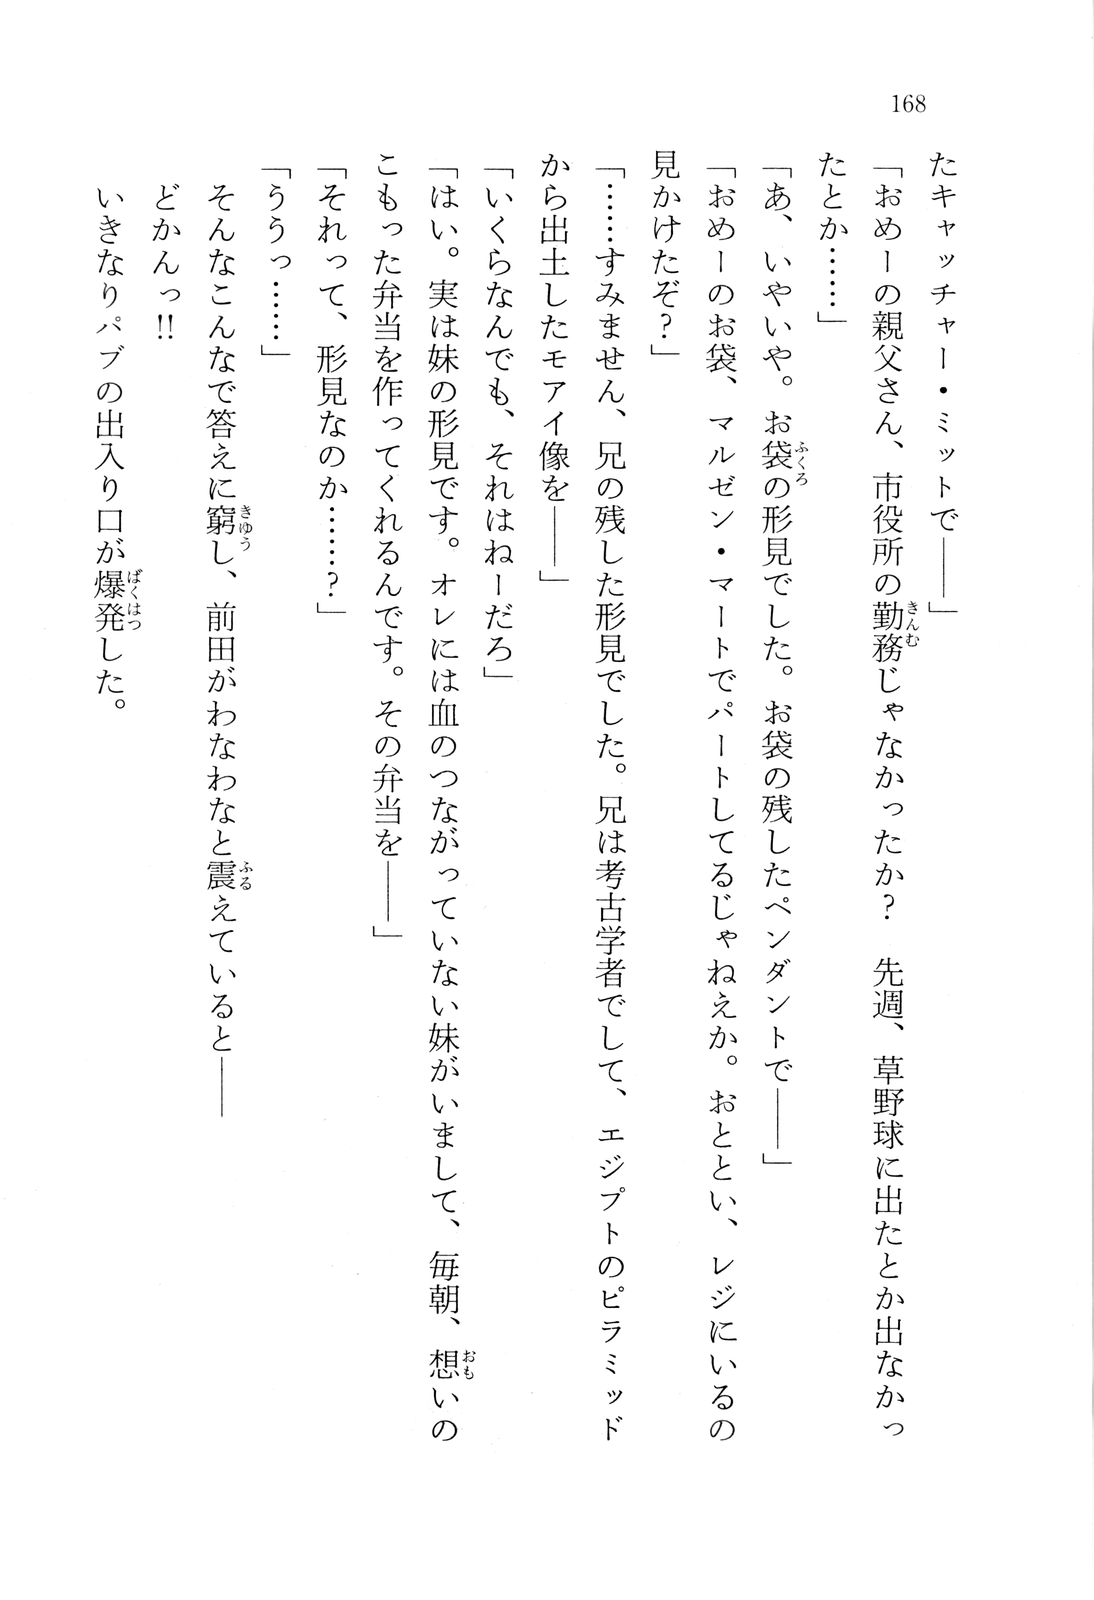 168
たキャッチャー・ミットで――」
「おめーの親父さん、市役所の勤務じゃなかったか?　先週、草野球に出たとか出なかっ
たとか……」
「あ、いやいや。お袋の形見でした。お袋の残したペンダントで――」
「おめーのお袋、マルゼン・マートでパートしてるじゃねえか。おととい、レジにいるの
見かけたぞ?」
「……すみません、兄の残した形見でした。兄は考古学者でして、エジプトのピラミッド
から出土したモアイ像を――」
「いくらなんでも、それはねーだろ」
「はい。実は妹の形見です。オレには血のつながっていない妹がいまして、毎朝、想いの
こもった弁当を作ってくれるんです。その弁当を――」
「それって、形見なのか……?」
「ううっ……」
そんなこんなで答えに窮し、前田がわなわなと震えていると――
どかんっ!!
いきなりパブの出入り口が爆発した。